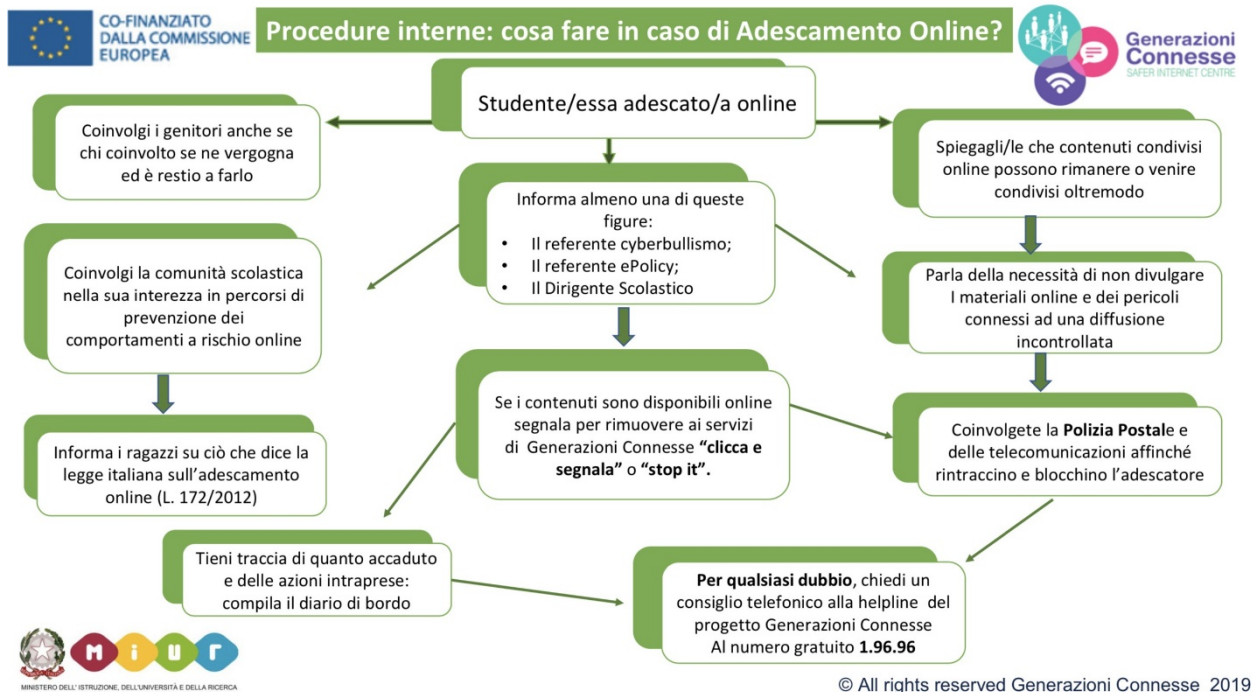 CO-FINANZIATO
DALLA COMMISSIONE
EUROPEA
Procedure interne: cosa fare in caso di Adescamento Online?
Generazioni
Connesse
SAFER INTERNET CENTRE
Studente/essa adescato/a online
Coinvolgi i genitori anche se
chi coinvolto se ne vergogna
ed è restio a farlo
Informa almeno una di queste
figure:
• Il referente cyberbullismo;
• Il referente ePolicy;
• Il Dirigente Scolastico
Spiegagli/le che contenuti condivisi
online possono rimanere o venire
condivisi oltremodo
Coinvolgi la comunità scolastica
nella sua interezza in percorsi di
prevenzione dei
comportamenti a rischio online
Parla della necessità di non divulgare
I materiali online e dei pericoli
connessi ad una diffusione
incontrollata
Informa i ragazzi su ciò che dice la
legge italiana sull’adescamento
online (L. 172/2012)
Se i contenuti sono disponibili online
segnala per rimuovere ai servizi
di Generazioni Connesse “clicca e
segnala” o “stop it”.
Coinvolgete la Polizia Postale e
delle telecomunicazioni affinché
rintraccino e blocchino l’adescatore
Tieni traccia di quanto accaduto
e delle azioni intraprese:
compila il diario di bordo
Per qualsiasi dubbio, chiedi un
consiglio telefonico alla helpline del
progetto Generazioni Connesse
Al numero gratuito 1.96.96
M i U r
MINISTERO DELL' ISTRUZIONE, DELL'UNIVERSITÀ E DELLA RICERCA
© All rights reserved Generazioni Connesse 2019